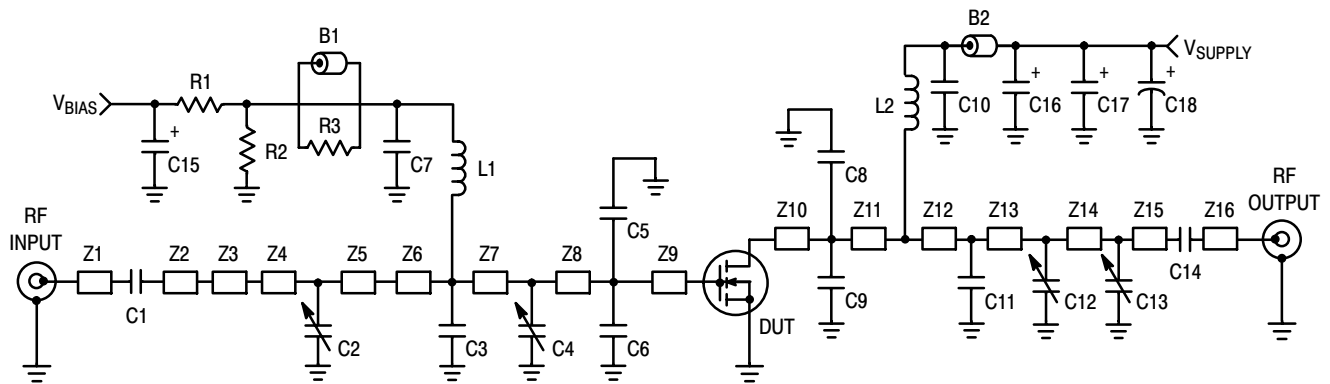 B2
B1
V_SUPPLY
R1
V_BIAS
+
+
+
+
C10
C16
C17
C18
L2
R3
R2
C15
C7
L1
C8
RF
INPUT
RF
OUTPUT
Z10
Z11
Z12
Z13
Z14
Z15
Z16
C5
Z1
Z2
Z3
Z4
Z5
Z6
Z7
Z8
Z9
C14
C1
C9
C11
C12
C13
DUT
C2
C3
C4
C6